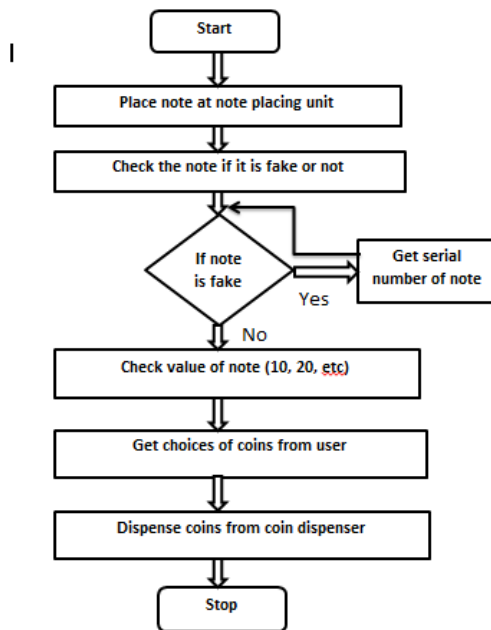 Start
Place note at note placing unit
Check the note if it is fake or not
If note
is fake
Yes
Get serial
number of note
No
Check value of note (10, 20, etc)
Get choices of coins from user
Dispense coins from coin dispenser
Stop